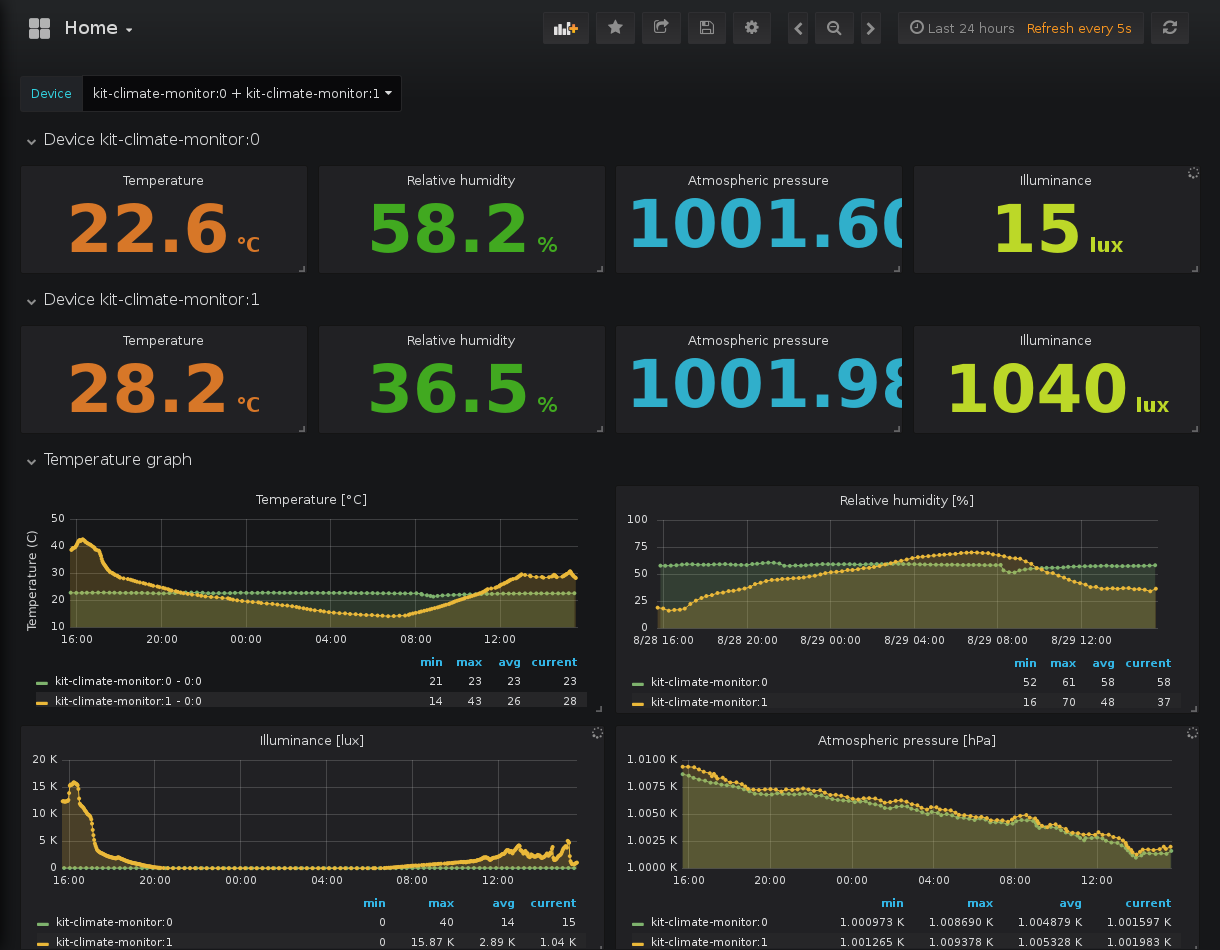 Home
Last 24 hours Refresh every 5s
Device kit-climate-monitor:0 + kit-climate-monitor:1
Device kit-climate-monitor:0
Temperature Relative humidity Atmospheric pressure Illuminance
22.6 °C 58.2 % 1001.60 15 lux
Device kit-climate-monitor:1
Temperature Relative humidity Atmospheric pressure Illuminance
28.2 °C 36.5 % 1001.98 1040 lux
Temperature graph
Temperature [°C]
Temperature (C)
50
40
30
20
10
16:00 20:00 00:00 04:00 08:00 12:00
min max avg current
kit-climate-monitor:0 - 0:0 21 23 23 23
kit-climate-monitor:1 - 0:0 14 43 26 28
Relative humidity [%]
100
75
50
25
0
8/28 16:00 8/28 20:00 8/29 00:00 8/29 04:00 8/29 08:00 8/29 12:00
min max avg current
kit-climate-monitor:0 52 61 58 58
kit-climate-monitor:1 16 70 48 37
Illuminance [lux]
20 K
15 K
10 K
5 K
0
16:00 20:00 00:00 04:00 08:00 12:00
min max avg current
kit-climate-monitor:0 0 40 14 15
kit-climate-monitor:1 0 15.87 K 2.89 K 1.04 K
Atmospheric pressure [hPa]
1.0100 K
1.0075 K
1.0050 K
1.0025 K
1.0000 K
16:00 20:00 00:00 04:00 08:00 12:00
min max avg current
kit-climate-monitor:0 1.000973 K 1.008690 K 1.004879 K 1.001597 K
kit-climate-monitor:1 1.001265 K 1.009378 K 1.005328 K 1.001983 K